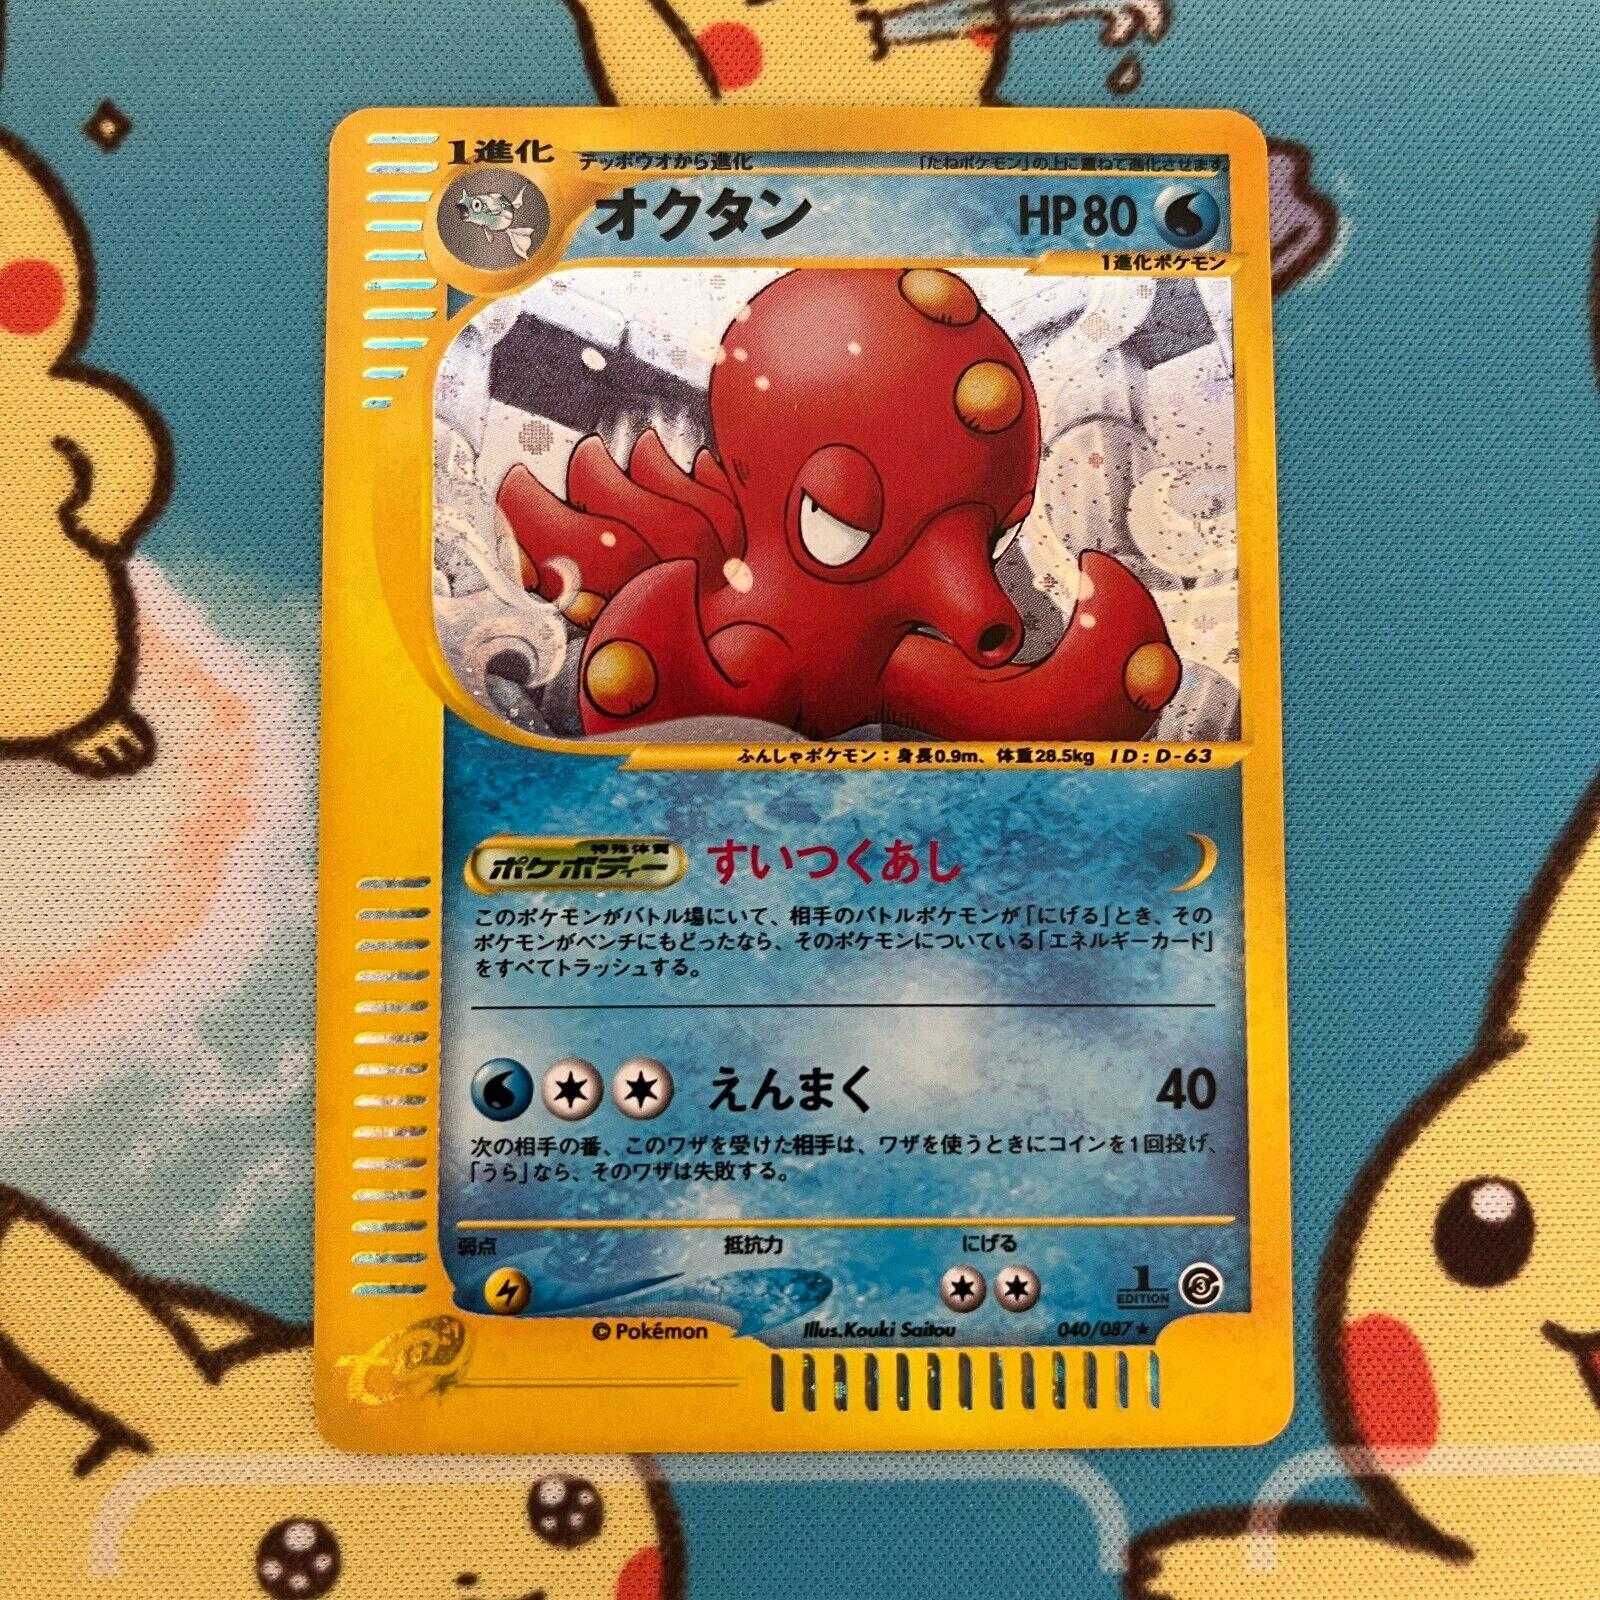 1進化
テッポウオから進化
「たねポケモン」の上に重ねて進化させます。
オクタン HP80
1進化ポケモン
ふんしゃポケモン：身長0.9m、体重28.5kg ID:D-63
特殊体質
ポケボディー すいつくあし
このポケモンがバトル場にいて、相手のバトルポケモンが「にげる」とき、その
ポケモンがベンチにもどったなら、そのポケモンについている「エネルギーカード」
をすべてトラッシュする。
えんまく 40
次の相手の番、このワザを受けた相手は、ワザを使うときにコインを1回投げ、
「うら」なら、そのワザは失敗する。
弱点 抵抗力 にげる
1
EDITION
3
© Pokémon Illus.Kouki Saitou 040/087★